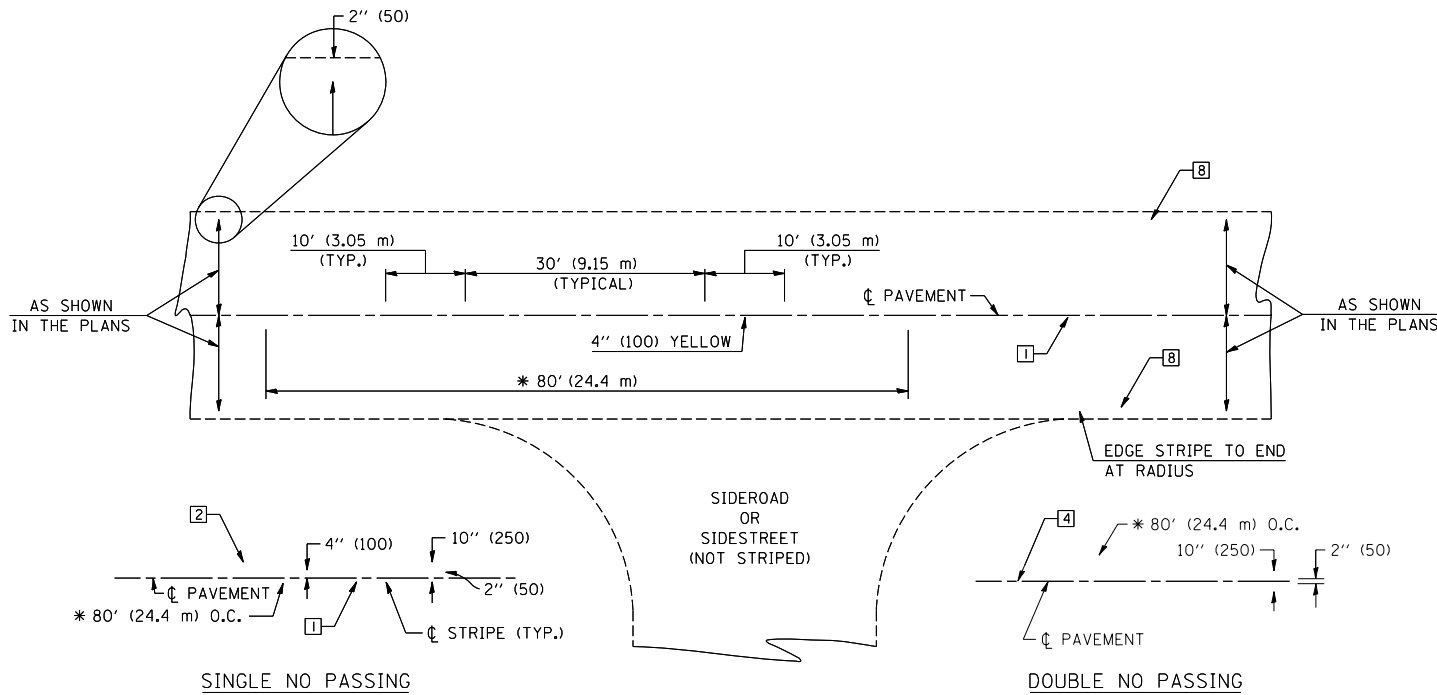 2'' (50)
8
10' (3.05 m)
(TYP.)
30' (9.15 m)
(TYPICAL)
10' (3.05 m)
(TYP.)
AS SHOWN
IN THE PLANS
℄ PAVEMENT
AS SHOWN
IN THE PLANS
4'' (100) YELLOW
1
8
* 80' (24.4 m)
EDGE STRIPE TO END
AT RADIUS
SIDEROAD
OR
SIDESTREET
(NOT STRIPED)
2
4'' (100)
10'' (250)
2'' (50)
℄ PAVEMENT
* 80' (24.4 m) O.C.
1
℄ STRIPE (TYP.)
SINGLE NO PASSING
4
* 80' (24.4 m) O.C.
10'' (250)
2'' (50)
℄ PAVEMENT
DOUBLE NO PASSING